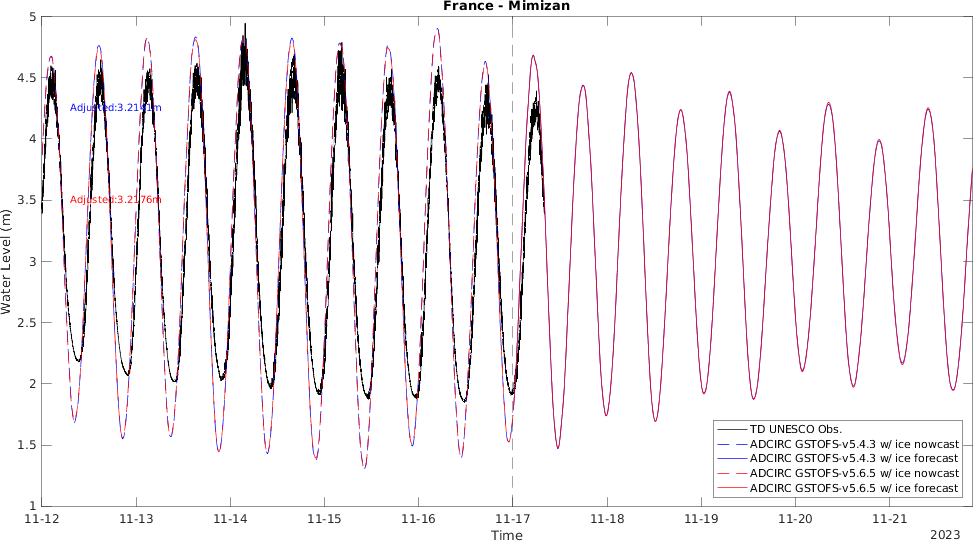 France - Mimizan
5
4.5
4
3.5
3
2.5
2
1.5
1
Water Level (m)
Adjusted:3.2141m
Adjusted:3.2176m
TD UNESCO Obs.
ADCIRC GSTOFS-v5.4.3 w/ ice nowcast
ADCIRC GSTOFS-v5.4.3 w/ ice forecast
ADCIRC GSTOFS-v5.6.5 w/ ice nowcast
ADCIRC GSTOFS-v5.6.5 w/ ice forecast
11-12 11-13 11-14 11-15 11-16 11-17 11-18 11-19 11-20 11-21
Time
2023